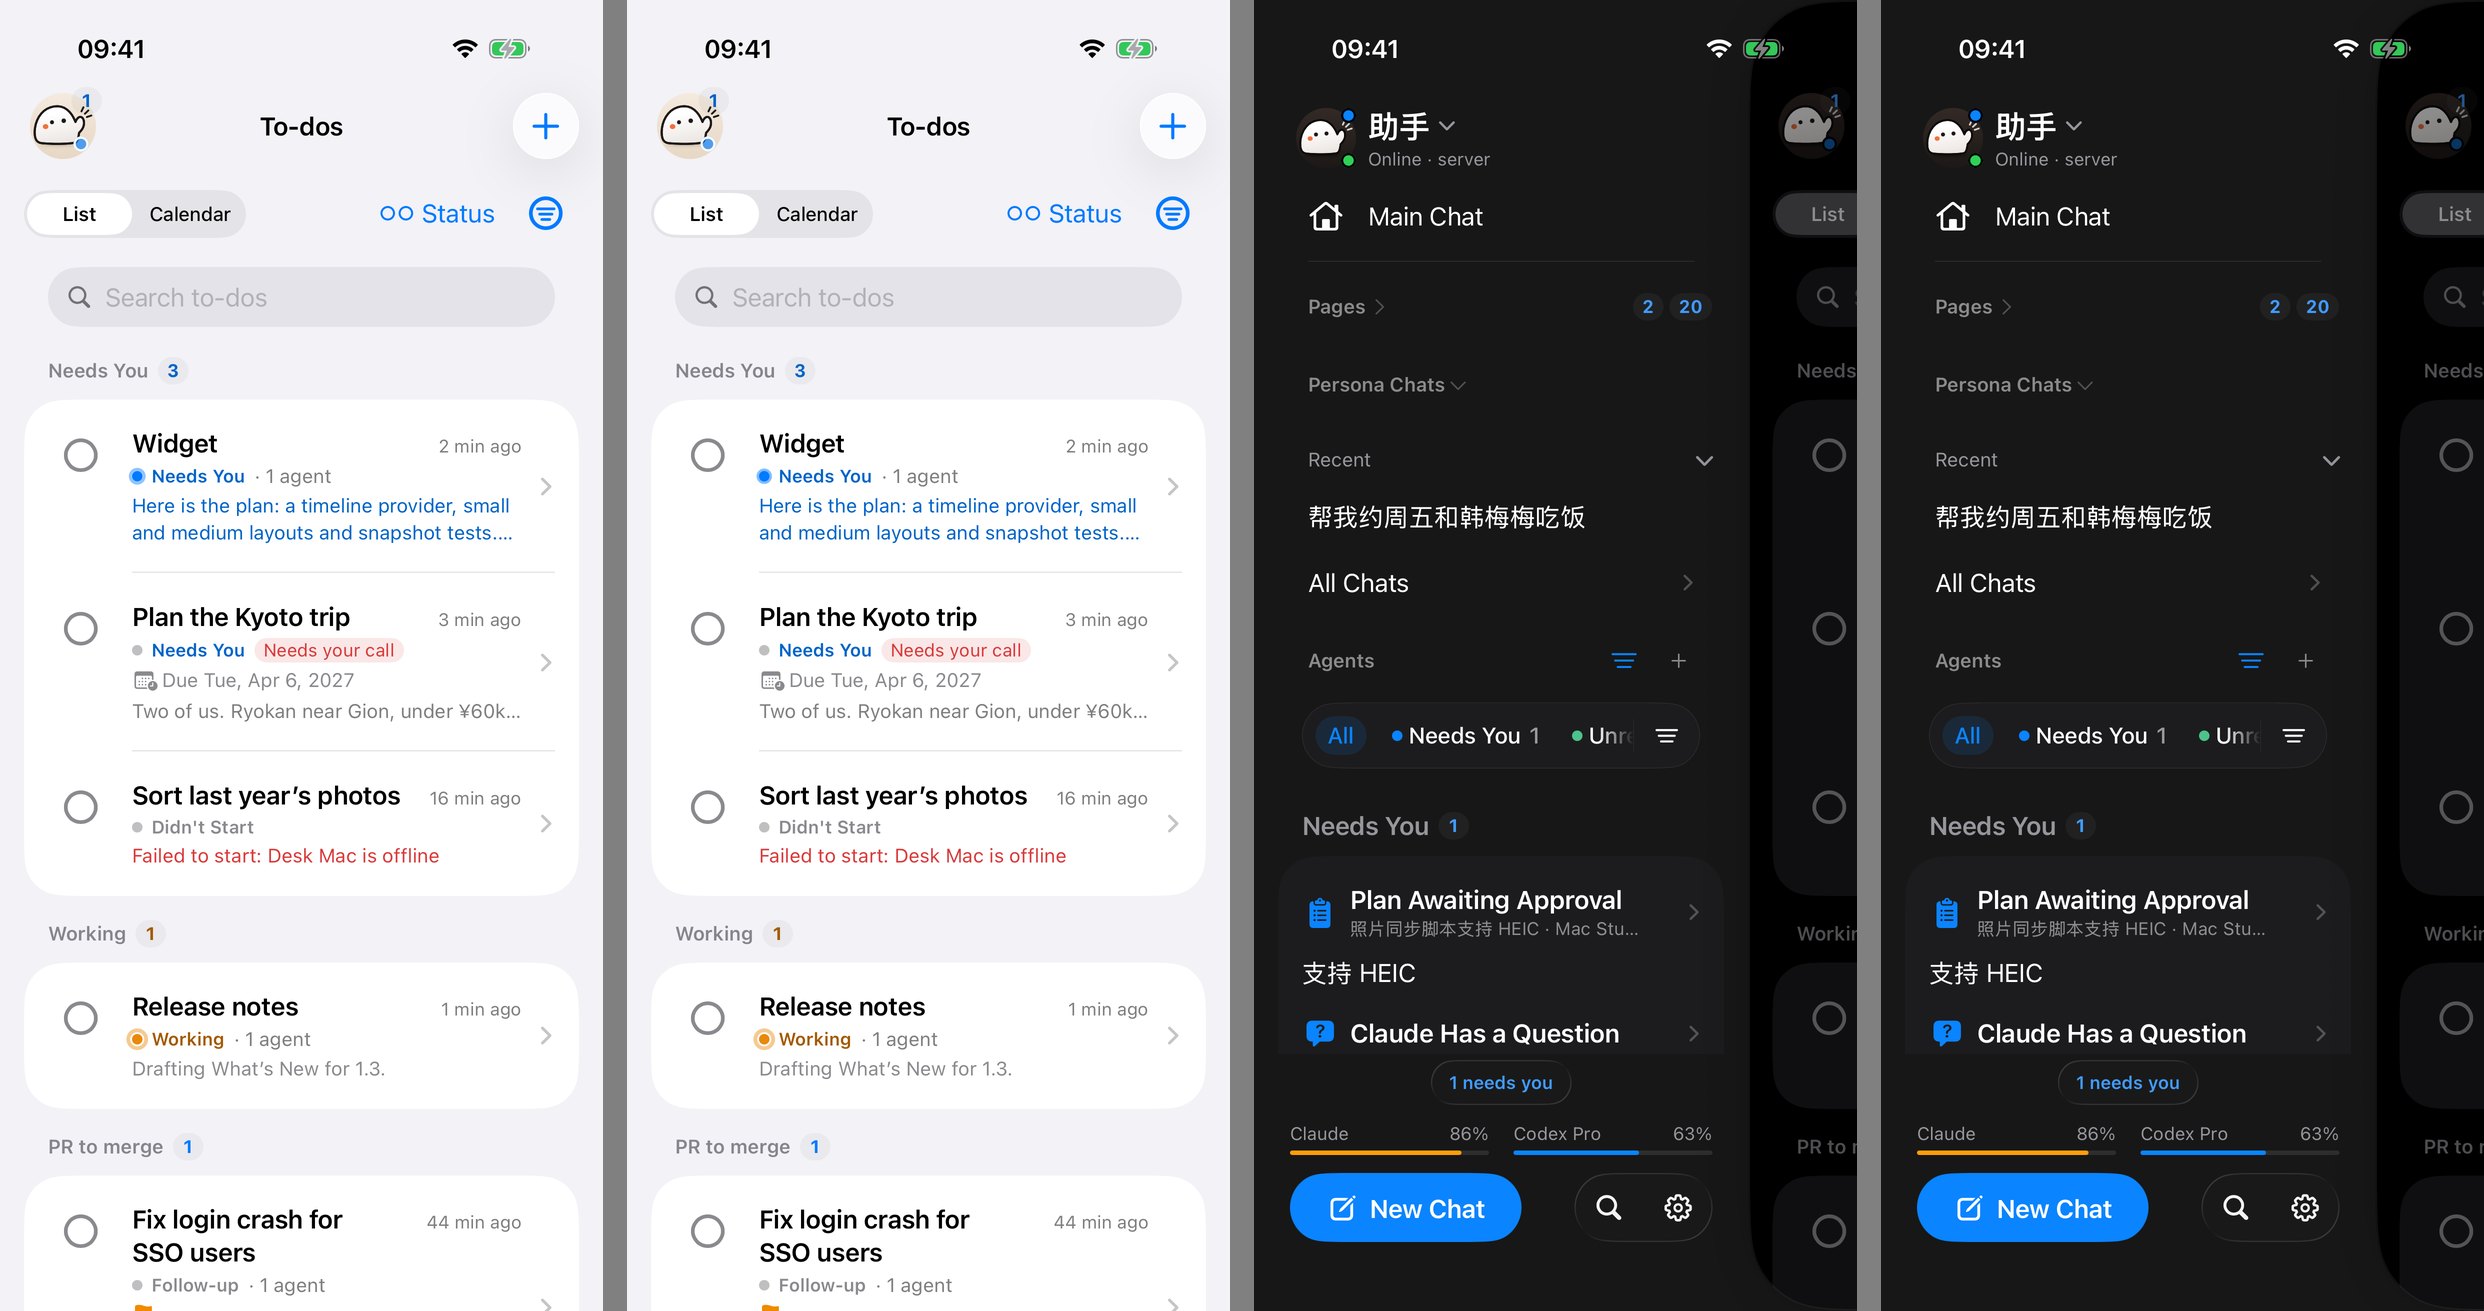 09:41
1
To-dos
List
Calendar
Status
Search to-dos
Needs You 3
Widget
2 min ago
Needs You · 1 agent
Here is the plan: a timeline provider, small
and medium layouts and snapshot tests....
Plan the Kyoto trip
3 min ago
Needs You
Needs your call
Due Tue, Apr 6, 2027
Two of us. Ryokan near Gion, under ¥60k...
Sort last year’s photos
16 min ago
Didn't Start
Failed to start: Desk Mac is offline
Working 1
Release notes
1 min ago
Working · 1 agent
Drafting What’s New for 1.3.
PR to merge 1
Fix login crash for
SSO users
44 min ago
Follow-up · 1 agent
09:41
1
To-dos
List
Calendar
Status
Search to-dos
Needs You 3
Widget
2 min ago
Needs You · 1 agent
Here is the plan: a timeline provider, small
and medium layouts and snapshot tests....
Plan the Kyoto trip
3 min ago
Needs You
Needs your call
Due Tue, Apr 6, 2027
Two of us. Ryokan near Gion, under ¥60k...
Sort last year’s photos
16 min ago
Didn't Start
Failed to start: Desk Mac is offline
Working 1
Release notes
1 min ago
Working · 1 agent
Drafting What’s New for 1.3.
PR to merge 1
Fix login crash for
SSO users
44 min ago
Follow-up · 1 agent
09:41
助手
Online · server
Main Chat
Pages
2 20
Persona Chats
Recent
帮我约周五和韩梅梅吃饭
All Chats
Agents
All
Needs You 1
Needs You 1
Plan Awaiting Approval
照片同步脚本支持 HEIC · Mac Stu...
支持 HEIC
Claude Has a Question
1 needs you
Claude 86%
Codex Pro 63%
New Chat
1
List
Needs
PR to
09:41
助手
Online · server
Main Chat
Pages
2 20
Persona Chats
Recent
帮我约周五和韩梅梅吃饭
All Chats
Agents
All
Needs You 1
Needs You 1
Plan Awaiting Approval
照片同步脚本支持 HEIC · Mac Stu...
支持 HEIC
Claude Has a Question
1 needs you
Claude 86%
Codex Pro 63%
New Chat
1
List
Needs
PR to